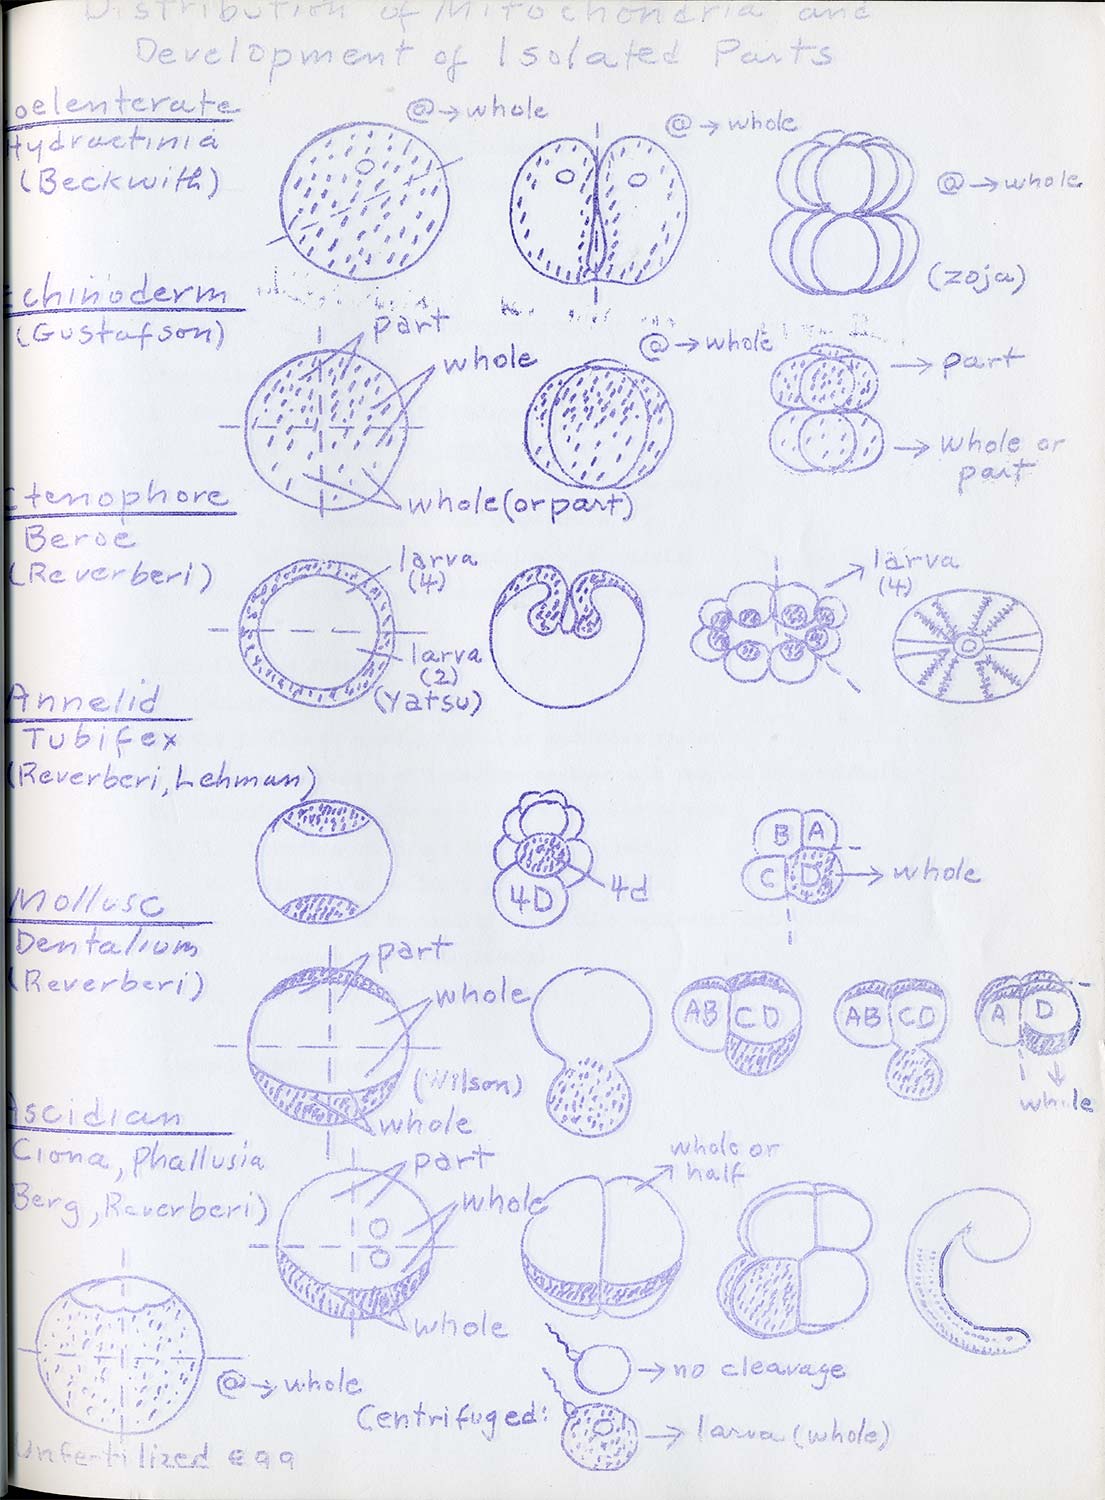 Distribution of Mitochondria and
Development of Isolated Parts
oelenterate
Hydractinia
(Beckwith)
@→whole
@→whole
@→whole
(Zoja)
Echinoderm
(Gustafson)
part
whole
whole (or part)
@→whole
→part
→whole or
part
Ctenophore
Beroe
(Reverberi)
larva
(4)
larva
(2)
(Yatsu)
larva
(4)
Annelid
Tubifex
(Reverberi, Lehman)
4D
4d
B A
C D
→whole
Mollusc
Dentalium
(Reverberi)
part
whole
(Wilson)
whole
AB CD
AB CD
A D
whole
Ascidian
Ciona, Phallusia
Berg, Reverberi)
part
whole
whole
whole or
half
@→whole
Unfertilized egg
→no cleavage
Centrifuged:
→larva (whole)